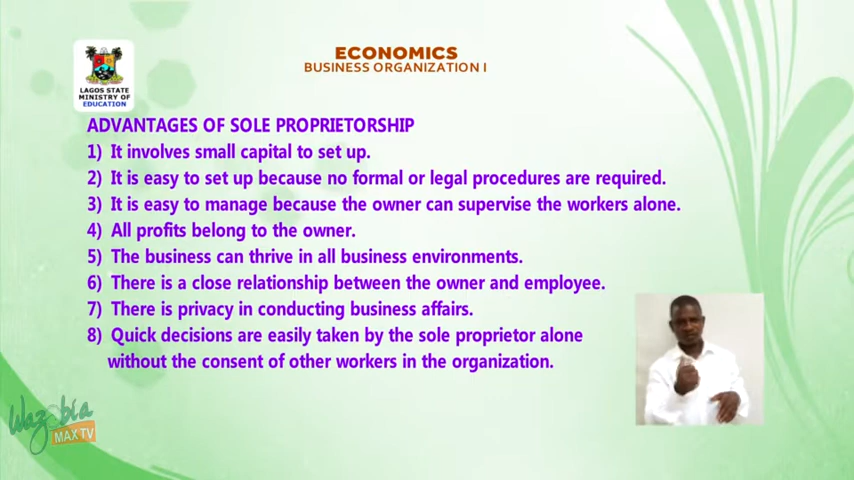 ECONOMICS
BUSINESS ORGANIZATION I
LAGOS STATE
MINISTRY OF
EDUCATION
ADVANTAGES OF SOLE PROPRIETORSHIP
1) It involves small capital to set up.
2) It is easy to set up because no formal or legal procedures are required.
3) It is easy to manage because the owner can supervise the workers alone.
4) All profits belong to the owner.
5) The business can thrive in all business environments.
6) There is a close relationship between the owner and employee.
7) There is privacy in conducting business affairs.
8) Quick decisions are easily taken by the sole proprietor alone
without the consent of other workers in the organization.
Wazobia
MAX TV